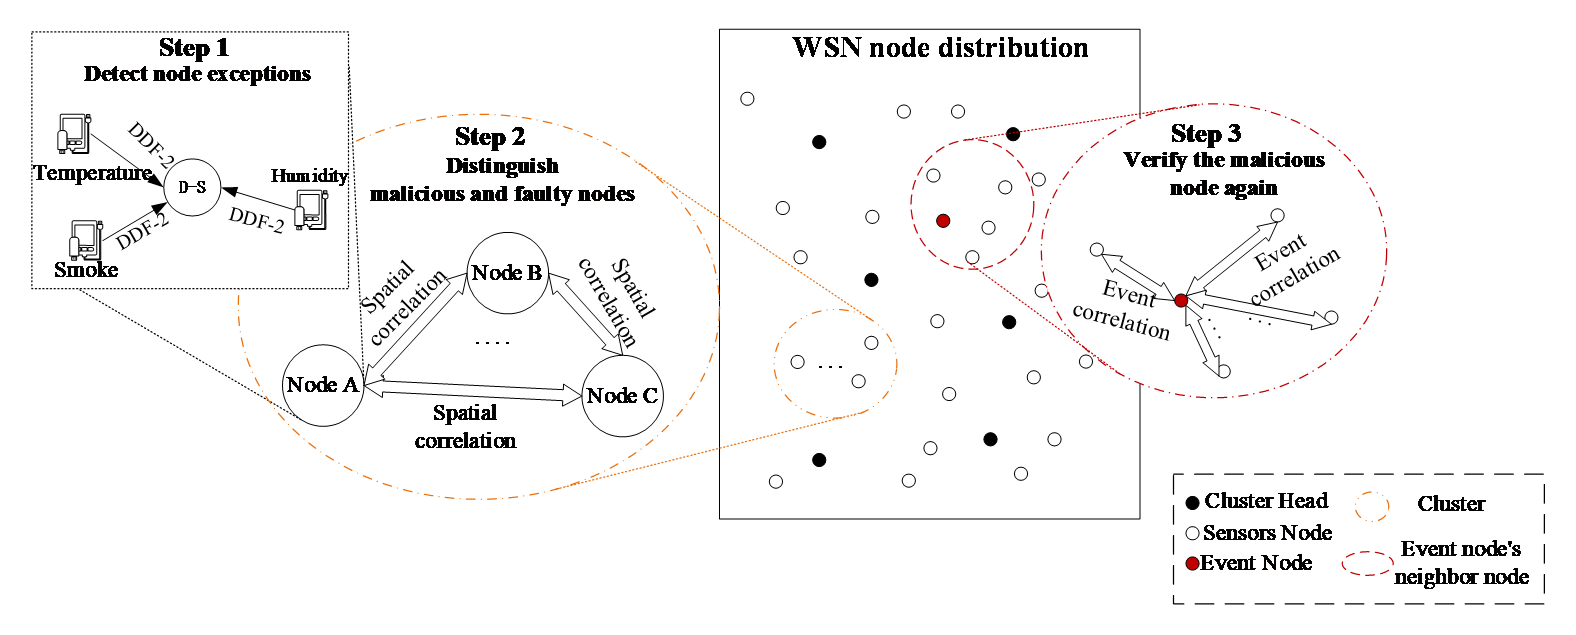 Step 1
Detect node exceptions
DDF-2
Temperature
D-S
Humidity
DDF-2
DDF-2
Smoke
Step 2
Distinguish
malicious and faulty nodes
Node B
Spatial
correlation
Spatial
correlation
. . . .
Node A
Node C
Spatial
correlation
WSN node distribution
. . .
Step 3
Verify the malicious
node again
Event
correlation
Event
correlation
. . .
. . .
Cluster Head
Cluster
Sensors Node
Event Node
Event node's
neighbor node